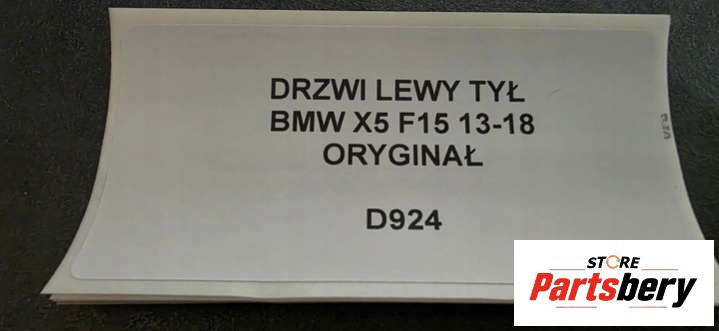 DRZWI LEWY TYŁ
BMW X5 F15 13-18
ORYGINAŁ
D924
STORE
Partsbery